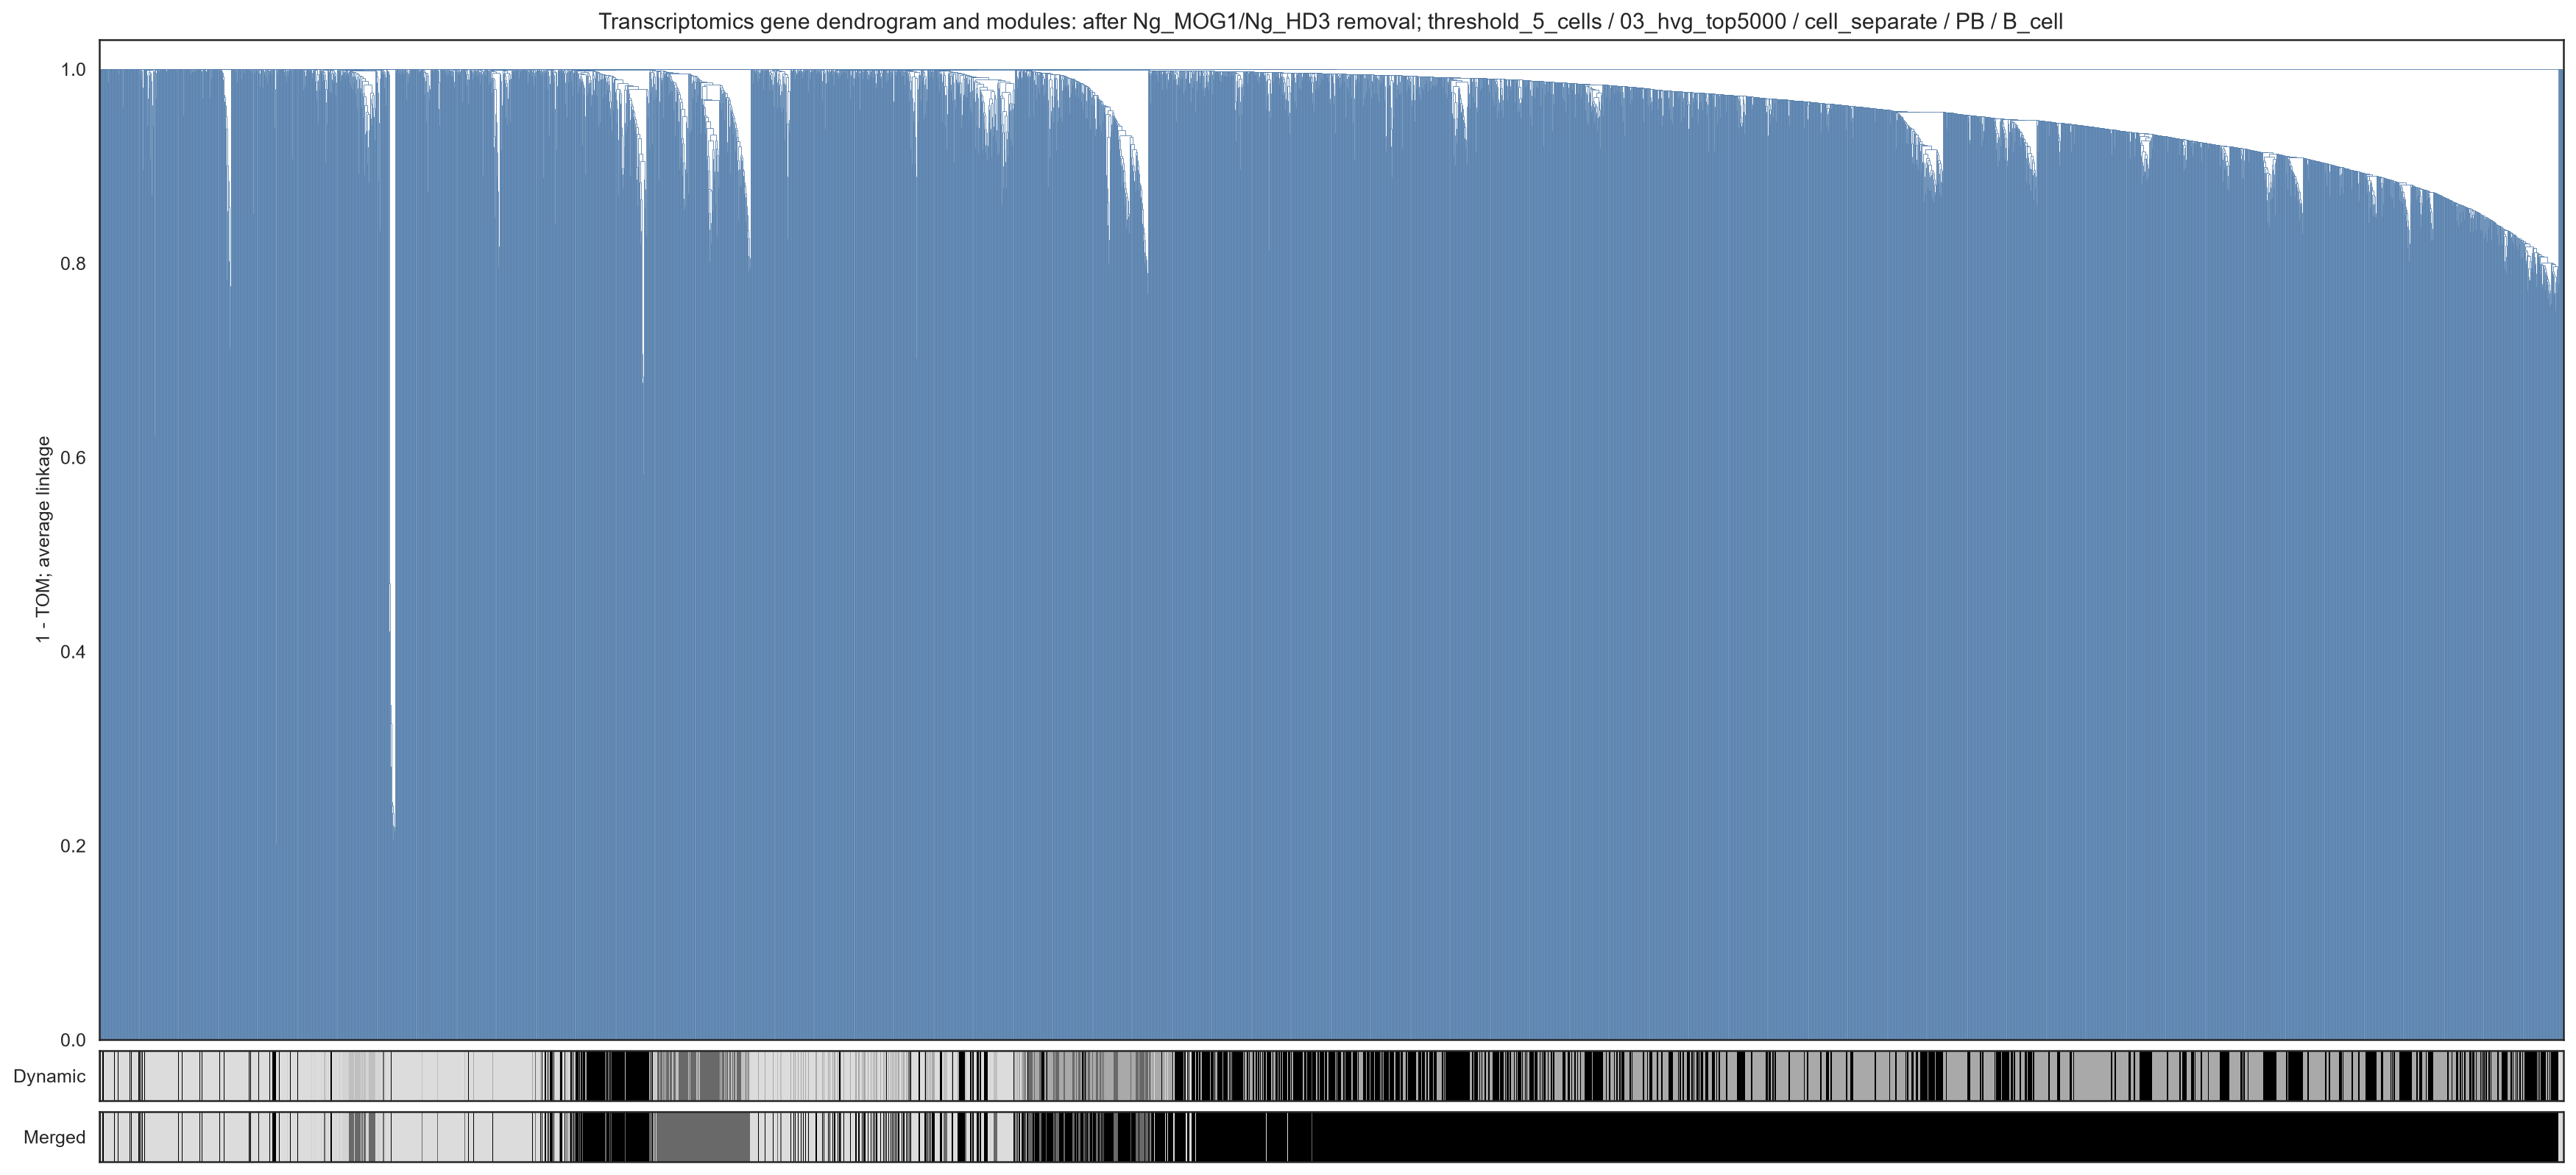 Transcriptomics gene dendrogram and modules: after Ng_MOG1/Ng_HD3 removal; threshold_5_cells / 03_hvg_top5000 / cell_separate / PB / B_cell
1.0
0.8
0.6
0.4
0.2
0.0
1 - TOM; average linkage
Dynamic
Merged